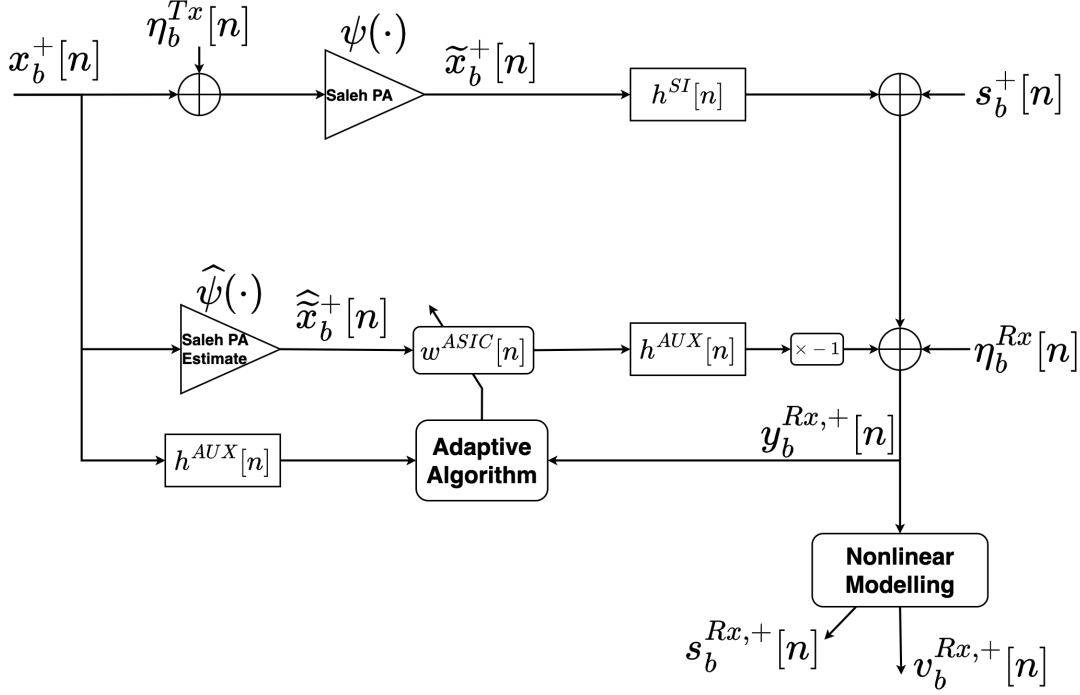 η_b^{Tx}[n]
ψ(·)
x_b^+[n]
x̃_b^+[n]
Saleh PA
h^{SI}[n]
s_b^+[n]
ψ̂(·)
x̃̂_b^+[n]
Saleh PA
Estimate
w^{ASIC}[n]
h^{AUX}[n]
× − 1
η_b^{Rx}[n]
y_b^{Rx,+}[n]
h^{AUX}[n]
Adaptive
Algorithm
Nonlinear
Modelling
s_b^{Rx,+}[n]
v_b^{Rx,+}[n]